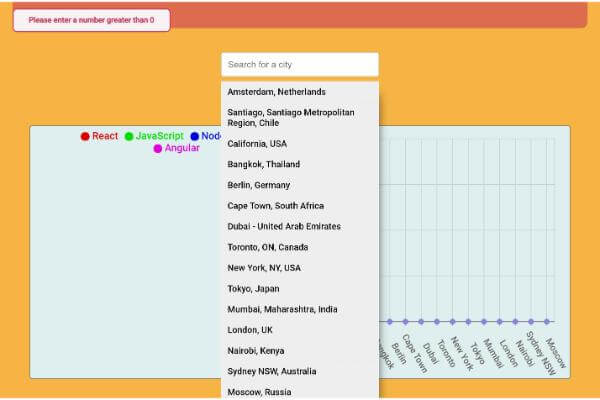 Please enter a number greater than 0
Search for a city
Amsterdam, Netherlands
Santiago, Santiago Metropolitan
Region, Chile
California, USA
Bangkok, Thailand
Berlin, Germany
Cape Town, South Africa
Dubai - United Arab Emirates
Toronto, ON, Canada
New York, NY, USA
Tokyo, Japan
Mumbai, Maharashtra, India
London, UK
Nairobi, Kenya
Sydney NSW, Australia
Moscow, Russia
React JavaScript Node
Angular
Berlin
Cape Town
Dubai
Toronto
New York
Tokyo
Mumbai
London
Nairobi
Sydney NSW
Moscow